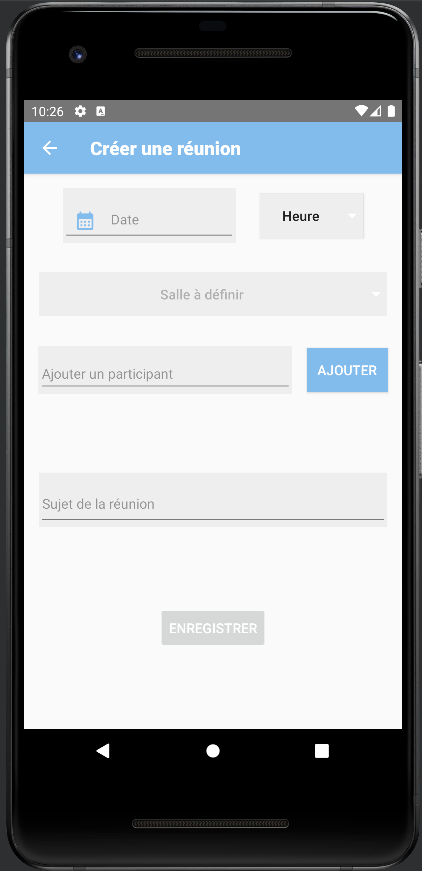 10:26
Créer une réunion
Date
Heure
Salle à définir
Ajouter un participant
AJOUTER
Sujet de la réunion
ENREGISTRER